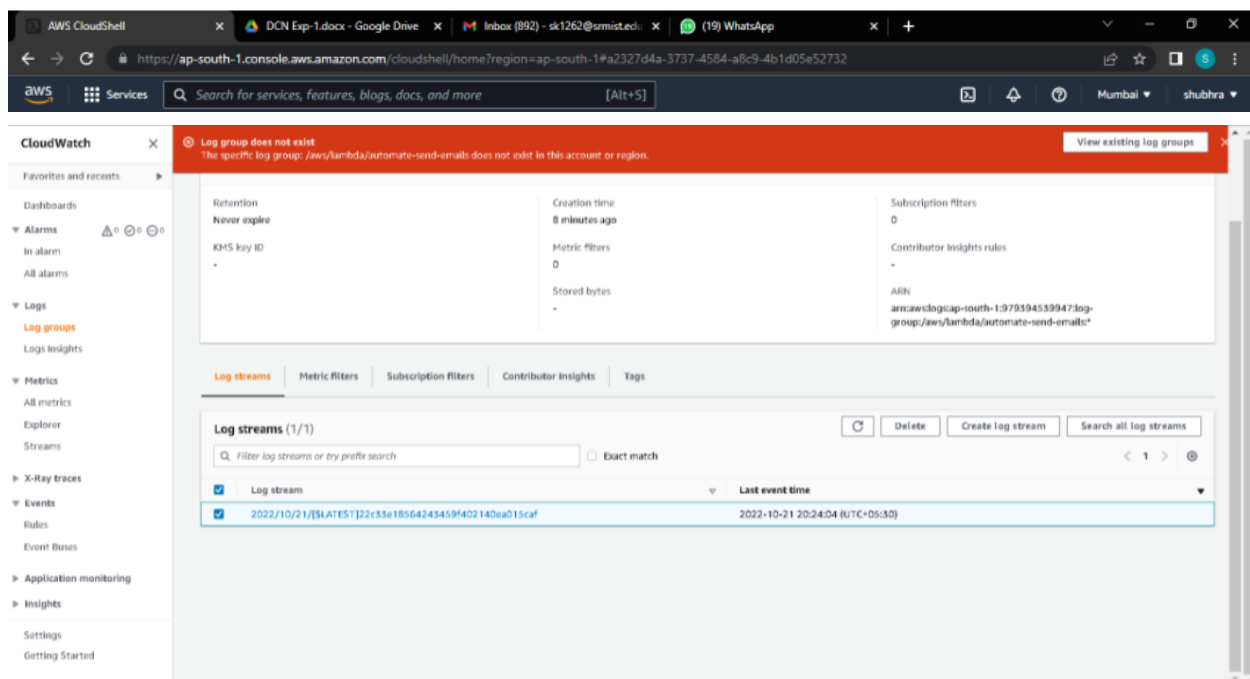 AWS CloudShell
DCN Exp-1.docx - Google Drive
Inbox (892) - sk1262@srmist.edu
(19) WhatsApp
https://ap-south-1.console.aws.amazon.com/cloudshell/home?region=ap-south-1#a2327d4a-3737-4584-a8c9-4b1d05e52732
S
aws
Services
Search for services, features, blogs, docs, and more
[Alt+S]
Mumbai
shubhra
CloudWatch
Log group does not exist
The specific log group: /aws/lambda/automate-send-emails does not exist in this account or region.
View existing log groups
Favorites and recents
Dashboards
Alarms
0 0 0
In alarm
All alarms
Logs
Log groups
Logs Insights
Metrics
All metrics
Explorer
Streams
X-Ray traces
Events
Rules
Event Buses
Application monitoring
Insights
Settings
Getting Started
Retention
Never expire
KMS key ID
-
Creation time
8 minutes ago
Metric filters
0
Stored bytes
-
Subscription filters
0
Contributor Insights rules
-
ARN
arn:aws:logs:ap-south-1:979394539947:log-
group:/aws/lambda/automate-send-emails:*
Log streams
Metric filters
Subscription filters
Contributor Insights
Tags
Log streams (1/1)
Delete
Create log stream
Search all log streams
Filter log streams or try prefix search
Exact match
1
Log stream
Last event time
2022/10/21/[$LATEST]22c33e18564243459f402140ea015caf
2022-10-21 20:24:04 (UTC+05:30)